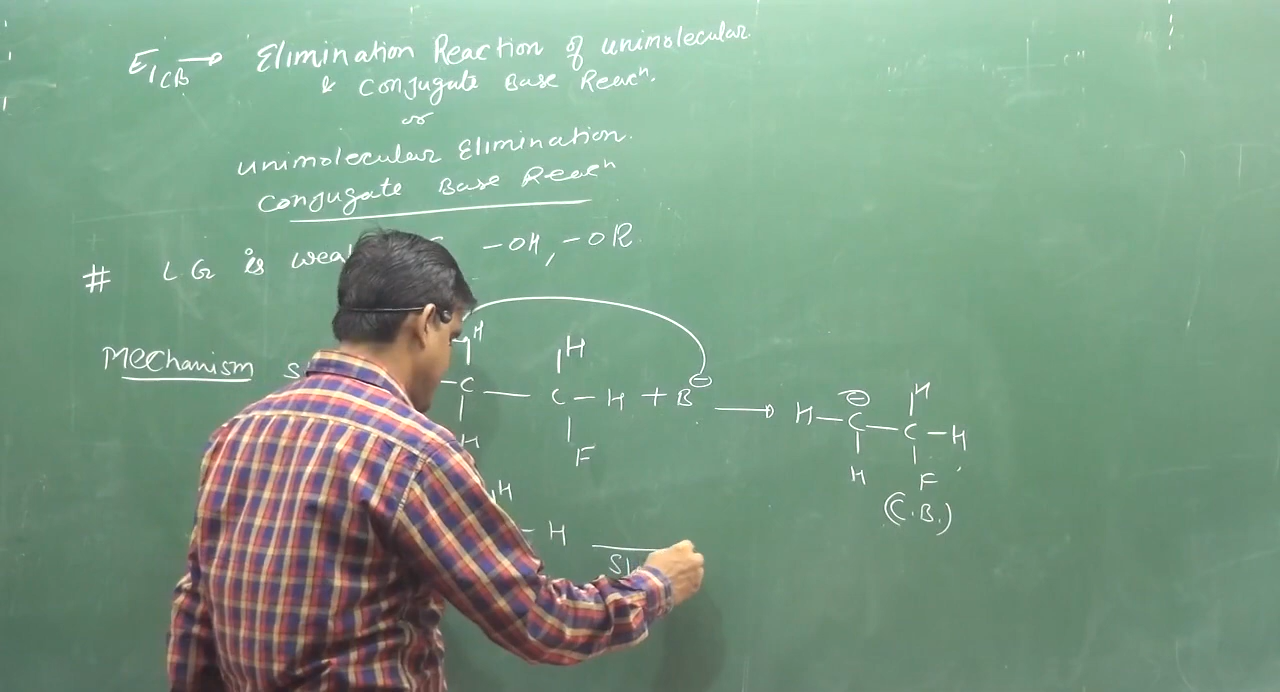 E1CB → Elimination Reaction of unimolecular
& Conjugate Base Reacⁿ.
or
unimolecular Elimination.
Conjugate Base Reacⁿ
# LG is -OH, -OR
Mechanism
H H
C — C - H + B⊖ → H - C⊖ - C - H
H F H F
(C.B.)
H
- H